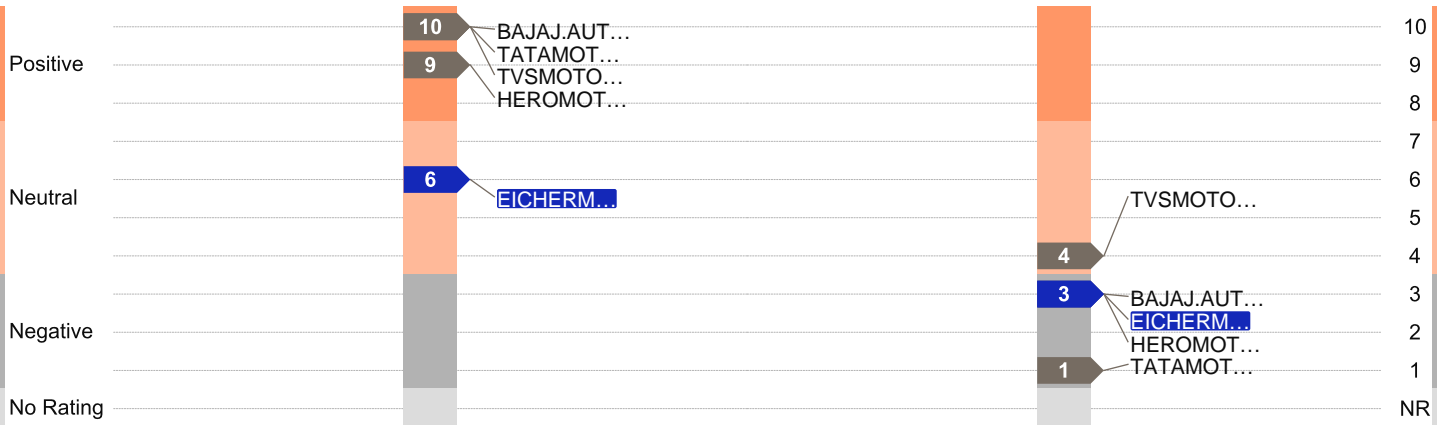 10 BAJAJ.AUT... 10
TATAMOT...
Positive 9 TVSMOTO... 9
HEROMOT... 8
7
6 6
Neutral EICHERM... TVSMOTO...
5
4 4
3 BAJAJ.AUT... 3
EICHERM...
Negative 2
HEROMOT...
1 TATAMOT... 1
No Rating NR